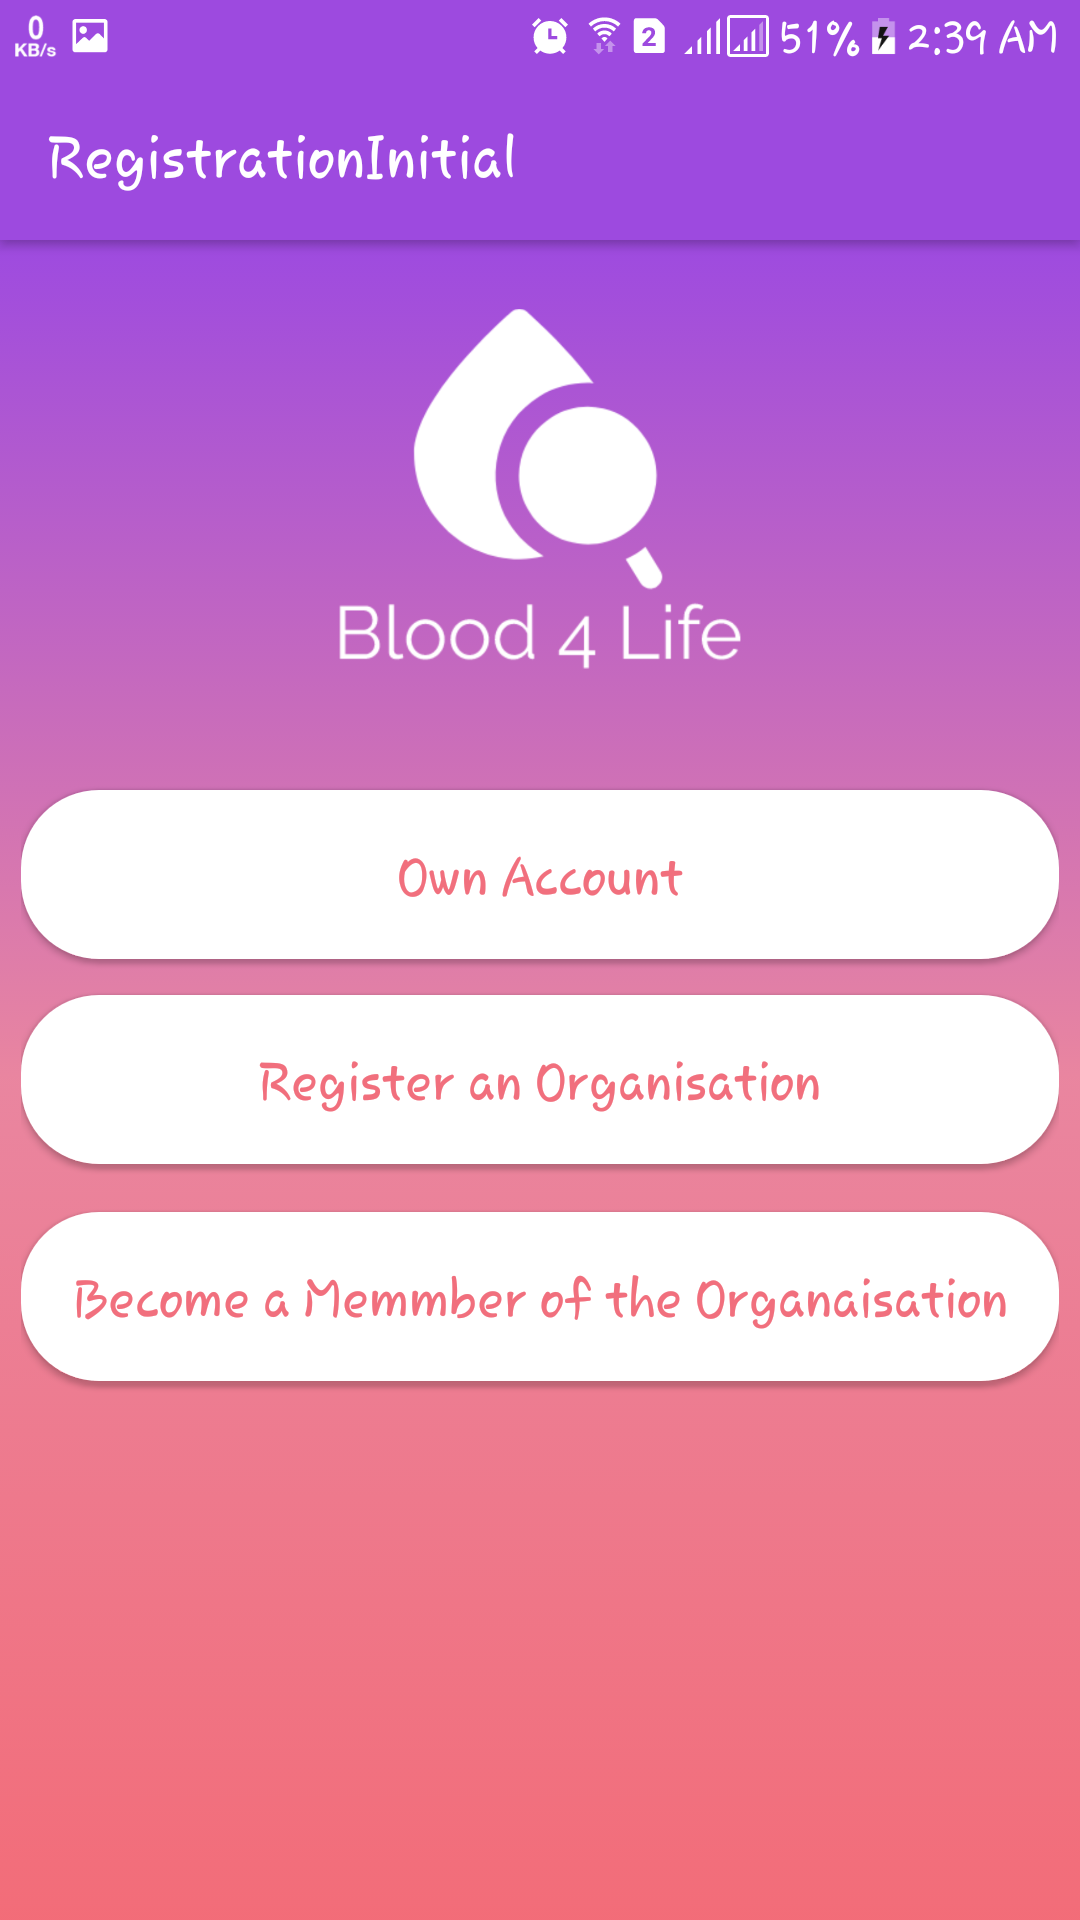 0
KB/s
2
51% 2:39 AM
RegistrationInitial
Blood 4 Life
Own Account
Register an Organisation
Become a Memmber of the Organaisation